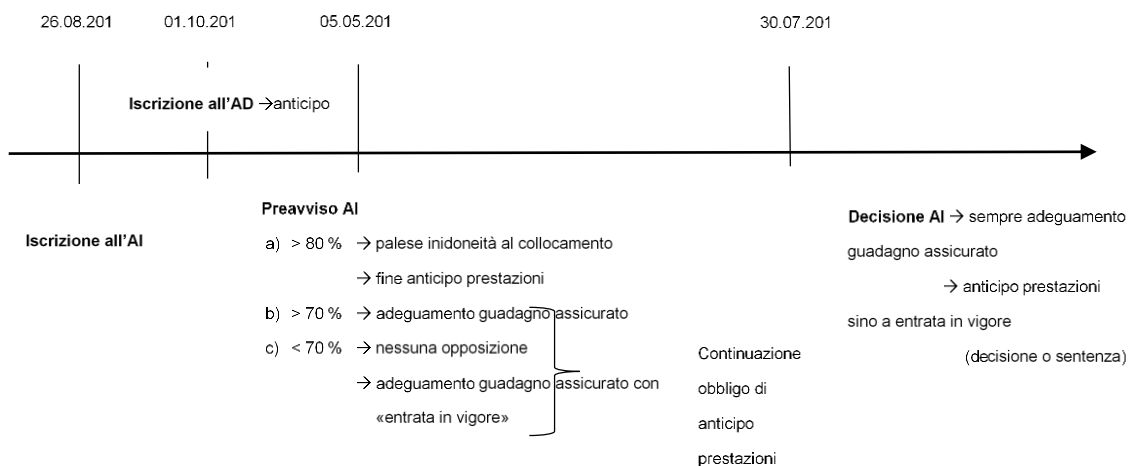 26.08.201 01.10.201 05.05.201 30.07.201
Iscrizione all'AD →anticipo
Iscrizione all'AI
Preavviso AI
a) > 80 % → palese inidoneità al collocamento
→ fine anticipo prestazioni
b) > 70 % → adeguamento guadagno assicurato
c) < 70 % → nessuna opposizione
→ adeguamento guadagno assicurato con
«entrata in vigore»
Continuazione
obbligo di
anticipo
prestazioni
Decisione AI → sempre adeguamento
guadagno assicurato
→ anticipo prestazioni
sino a entrata in vigore
(decisione o sentenza)